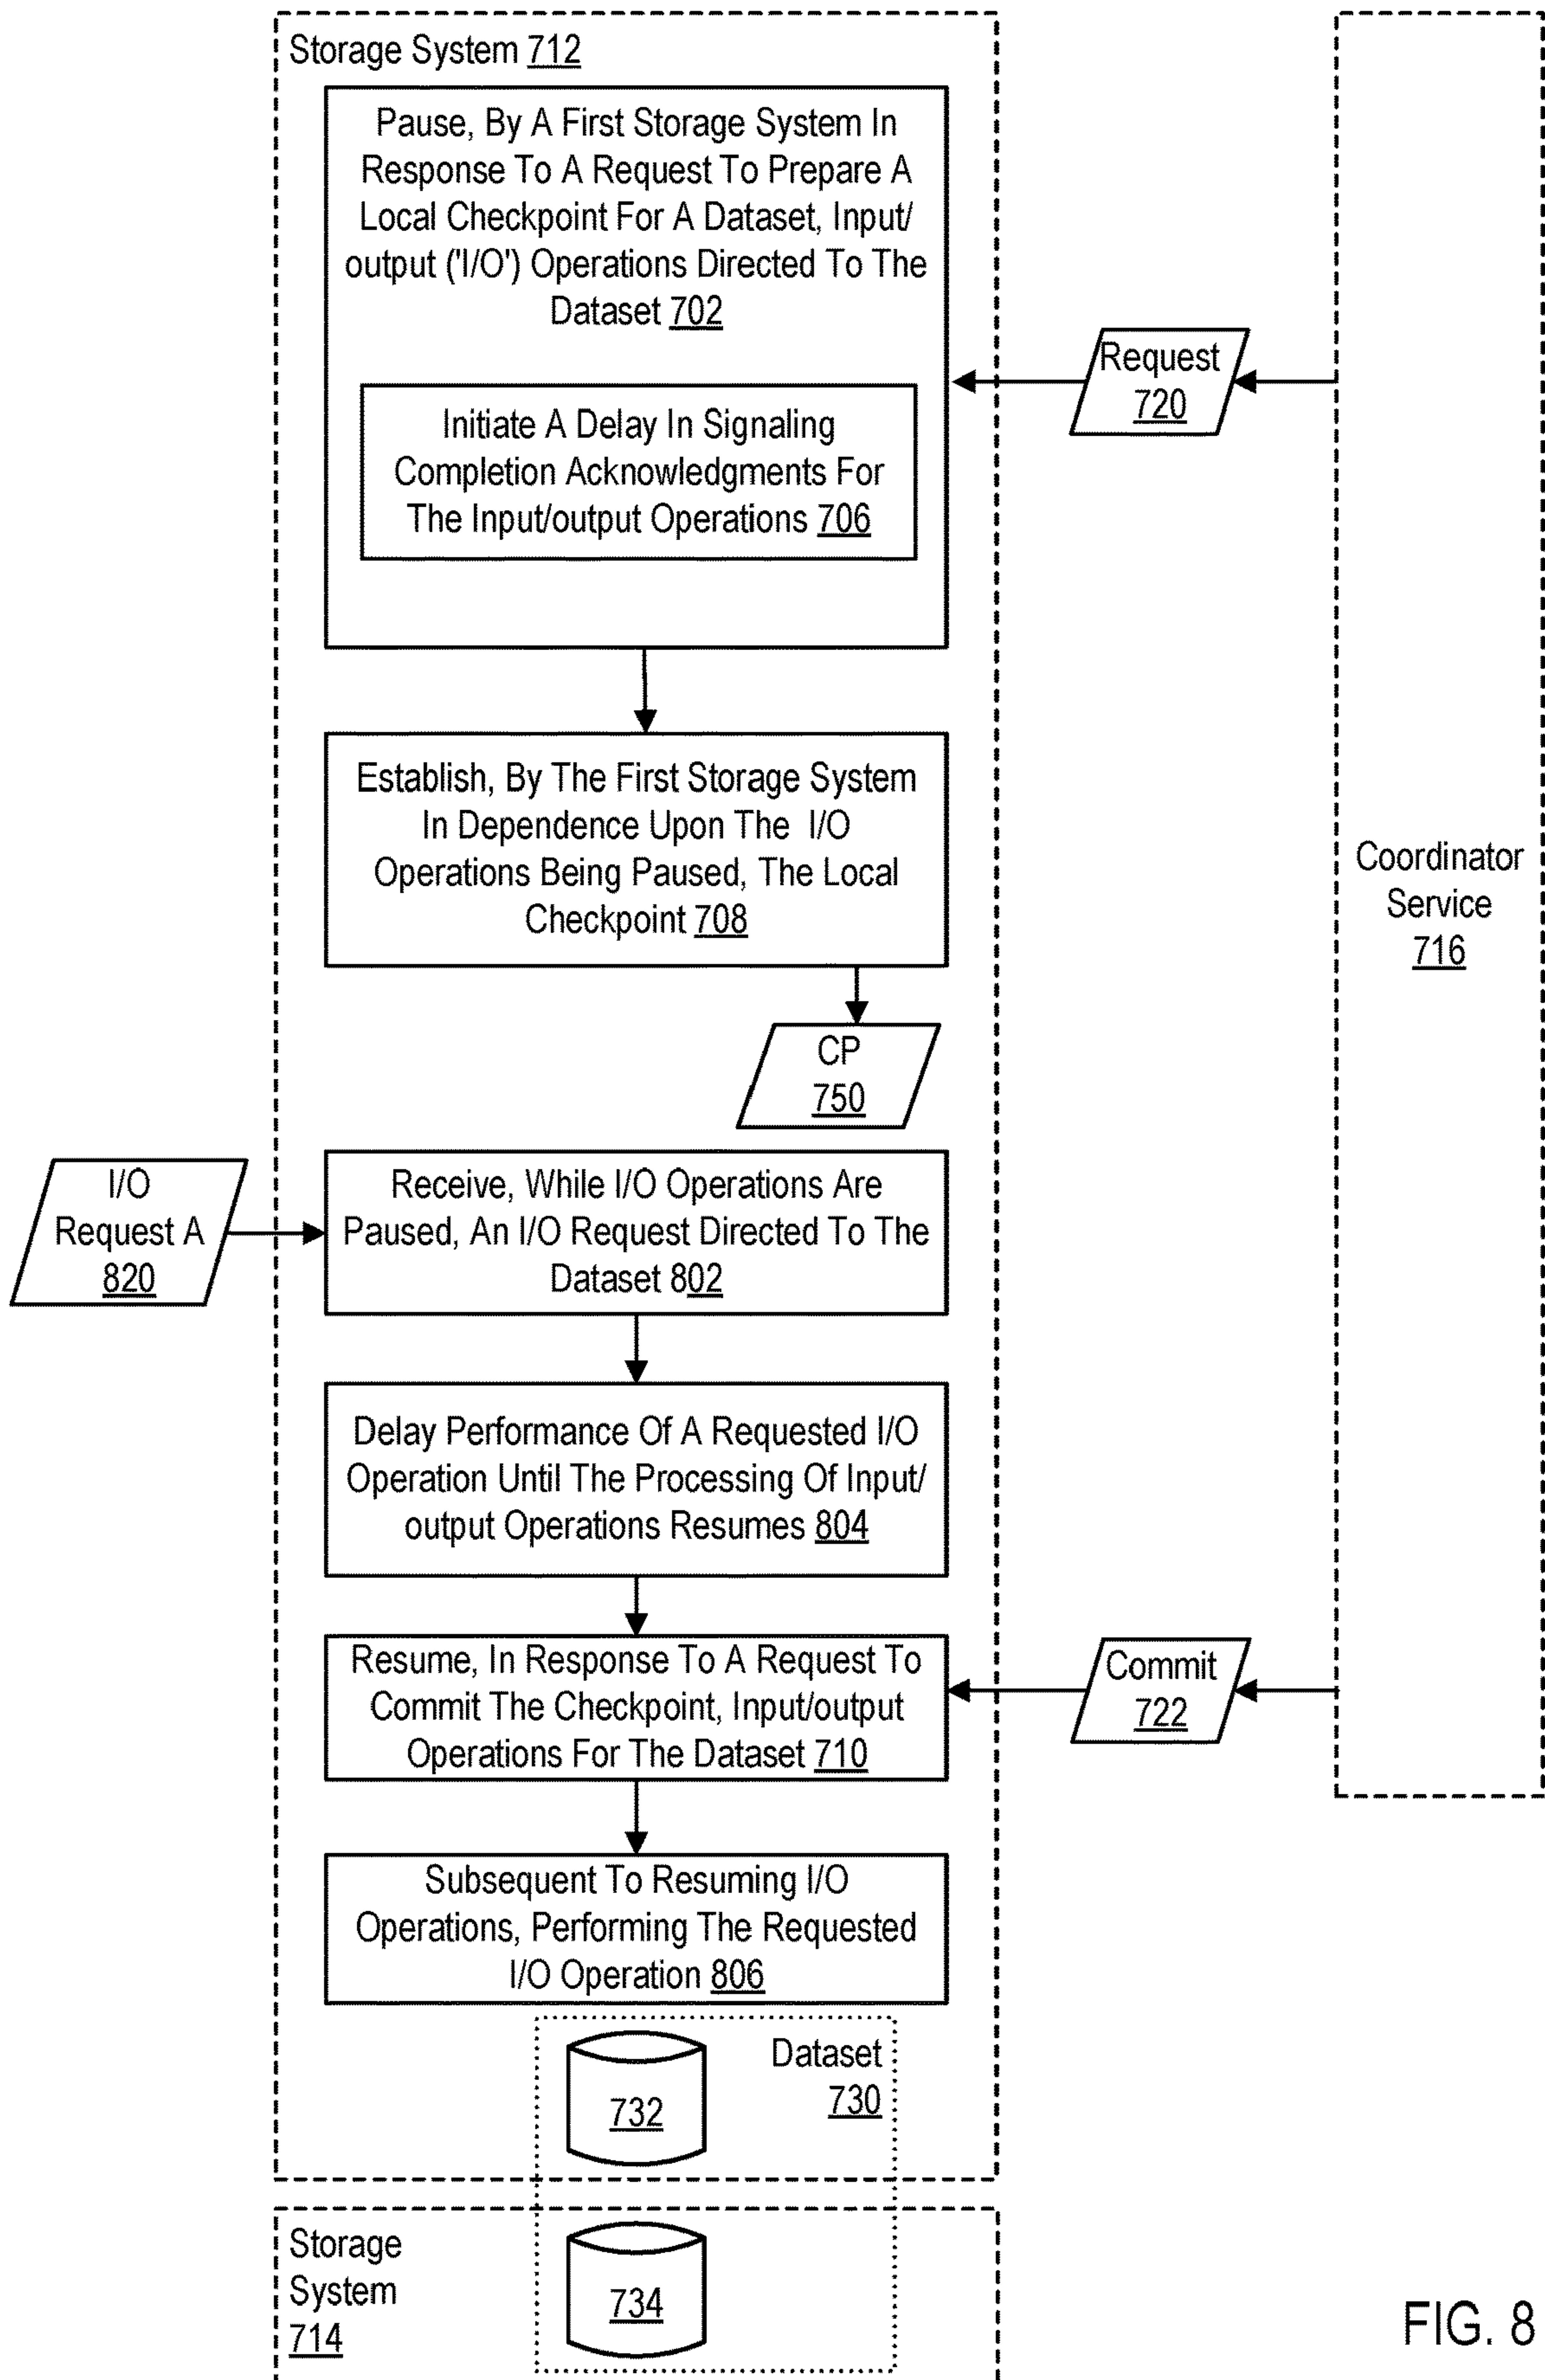 Storage System 712
Pause, By A First Storage System In
Response To A Request To Prepare A
Local Checkpoint For A Dataset, Input/
output ('I/O') Operations Directed To The
Dataset 702
Request
720
Initiate A Delay In Signaling
Completion Acknowledgments For
The Input/output Operations 706
Establish, By The First Storage System
In Dependence Upon The I/O
Operations Being Paused, The Local
Checkpoint 708
Coordinator
Service
716
CP
750
I/O
Request A
820
Receive, While I/O Operations Are
Paused, An I/O Request Directed To The
Dataset 802
Delay Performance Of A Requested I/O
Operation Until The Processing Of Input/
output Operations Resumes 804
Resume, In Response To A Request To
Commit The Checkpoint, Input/output
Operations For The Dataset 710
Commit
722
Subsequent To Resuming I/O
Operations, Performing The Requested
I/O Operation 806
Dataset
730
732
Storage
System
714
734
FIG. 8